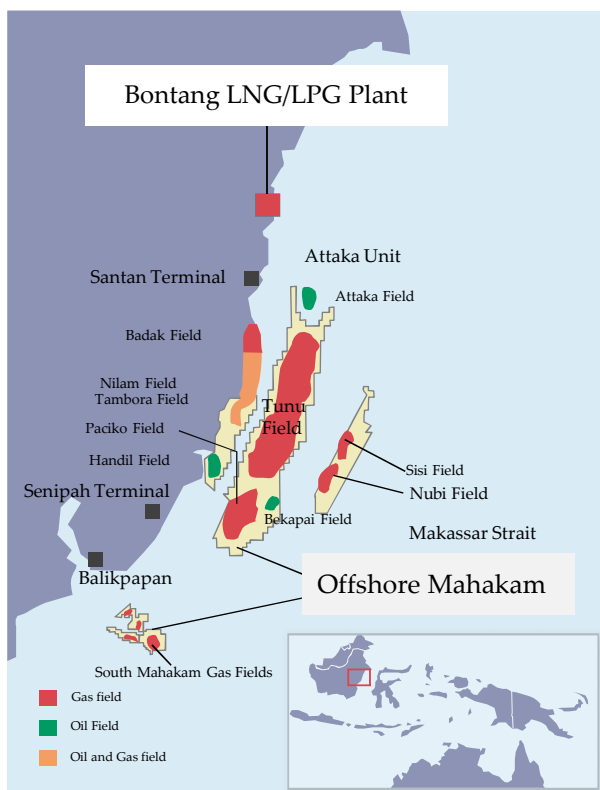 Bontang LNG/LPG Plant
Attaka Unit
Santan Terminal
Attaka Field
Badak Field
Nilam Field
Tambora Field
Tunu
Field
Paciko Field
Handil Field
Sisi Field
Senipah Terminal
Nubi Field
Bekapai Field
Makassar Strait
Balikpapan
Offshore Mahakam
South Mahakam Gas Fields
Gas field
Oil Field
Oil and Gas field